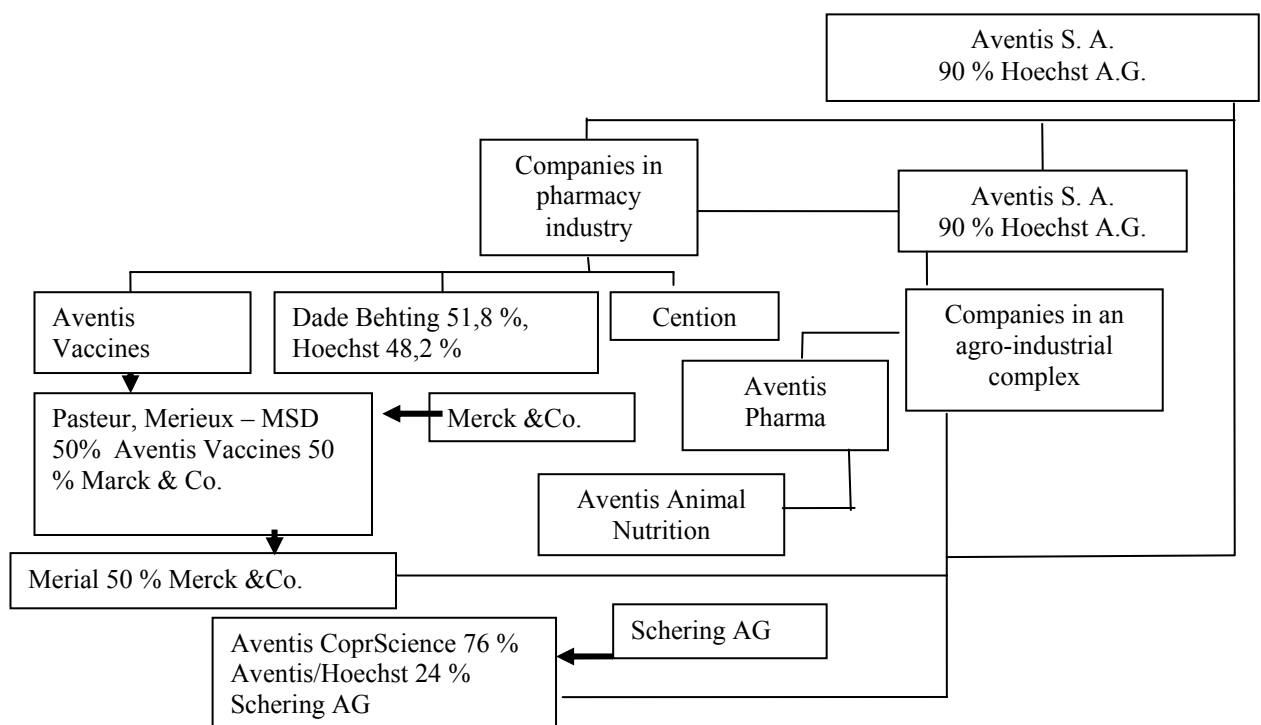 Aventis S. A.
90 % Hoechst A.G.
Companies in
pharmacy
industry
Aventis S. A.
90 % Hoechst A.G.
Aventis
Vaccines
Dade Behting 51,8 %,
Hoechst 48,2 %
Cention
Companies in an
agro-industrial
complex
Aventis
Pharma
Pasteur, Merieux – MSD
50% Aventis Vaccines 50
% Marck & Co.
Merck &Co.
Aventis Animal
Nutrition
Merial 50 % Merck &Co.
Schering AG
Aventis CoprScience 76 %
Aventis/Hoechst 24 %
Schering AG